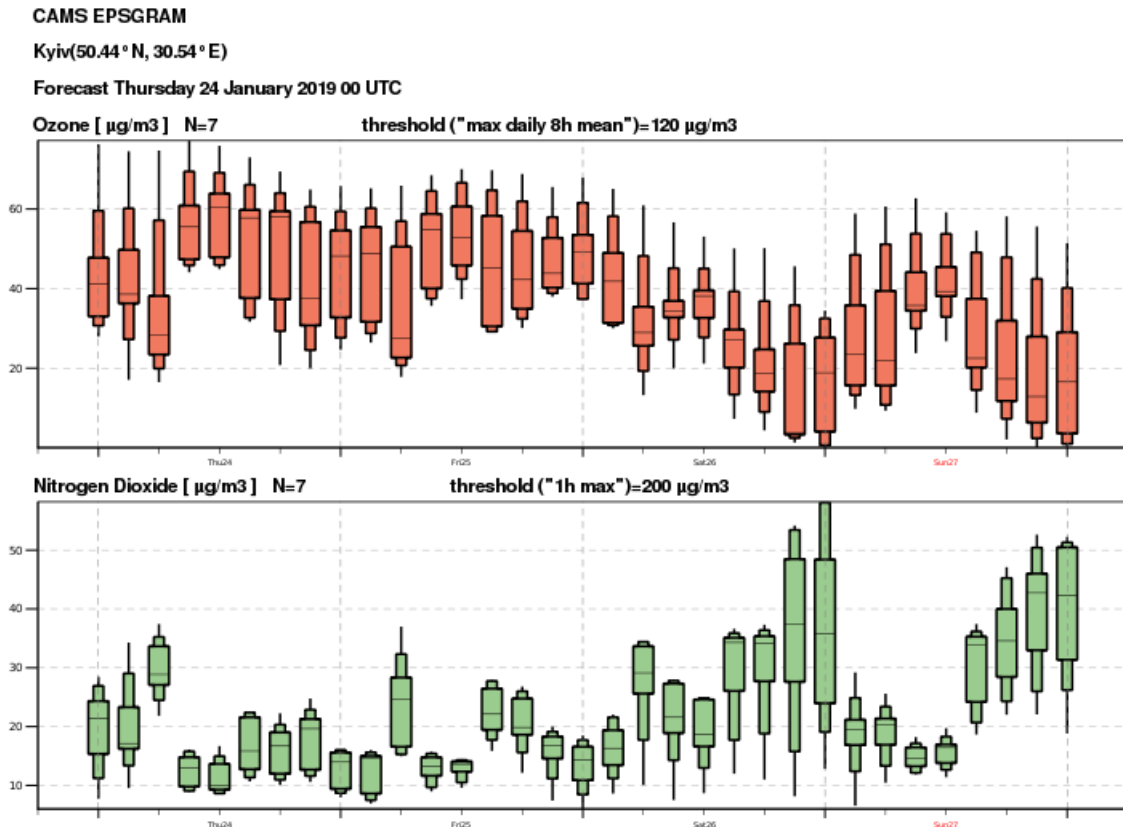 CAMS EPSGRAM
Kyiv(50.44°N, 30.54°E)
Forecast Thursday 24 January 2019 00 UTC
Ozone [ µg/m3 ] N=7 threshold ("max daily 8h mean")=120 µg/m3
60
40
20
Thu24 Fri25 Sat26 Sun27
Nitrogen Dioxide [ µg/m3 ] N=7 threshold ("1h max")=200 µg/m3
50
40
30
20
10
Thu24 Fri25 Sat26 Sun27